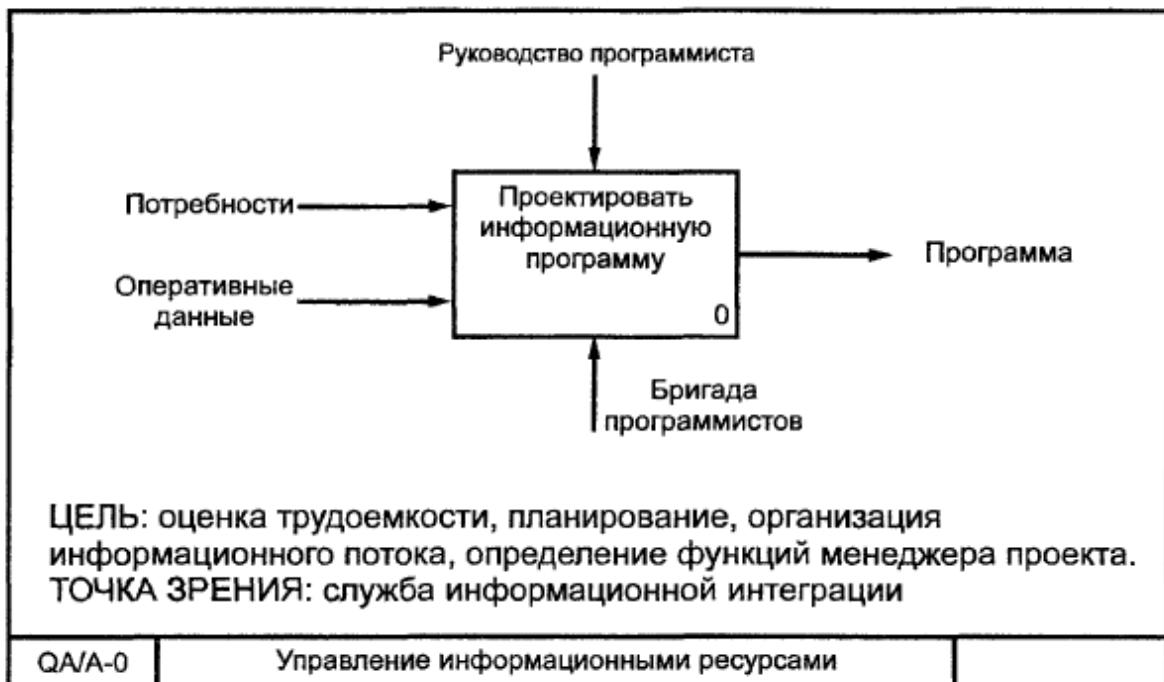 Руководство программиста
Потребности
Проектировать
информационную
программу
Программа
Оперативные
данные
0
Бригада
программистов
ЦЕЛЬ: оценка трудоемкости, планирование, организация
информационного потока, определение функций менеджера проекта.
ТОЧКА ЗРЕНИЯ: служба информационной интеграции
QA/A-0
Управление информационными ресурсами